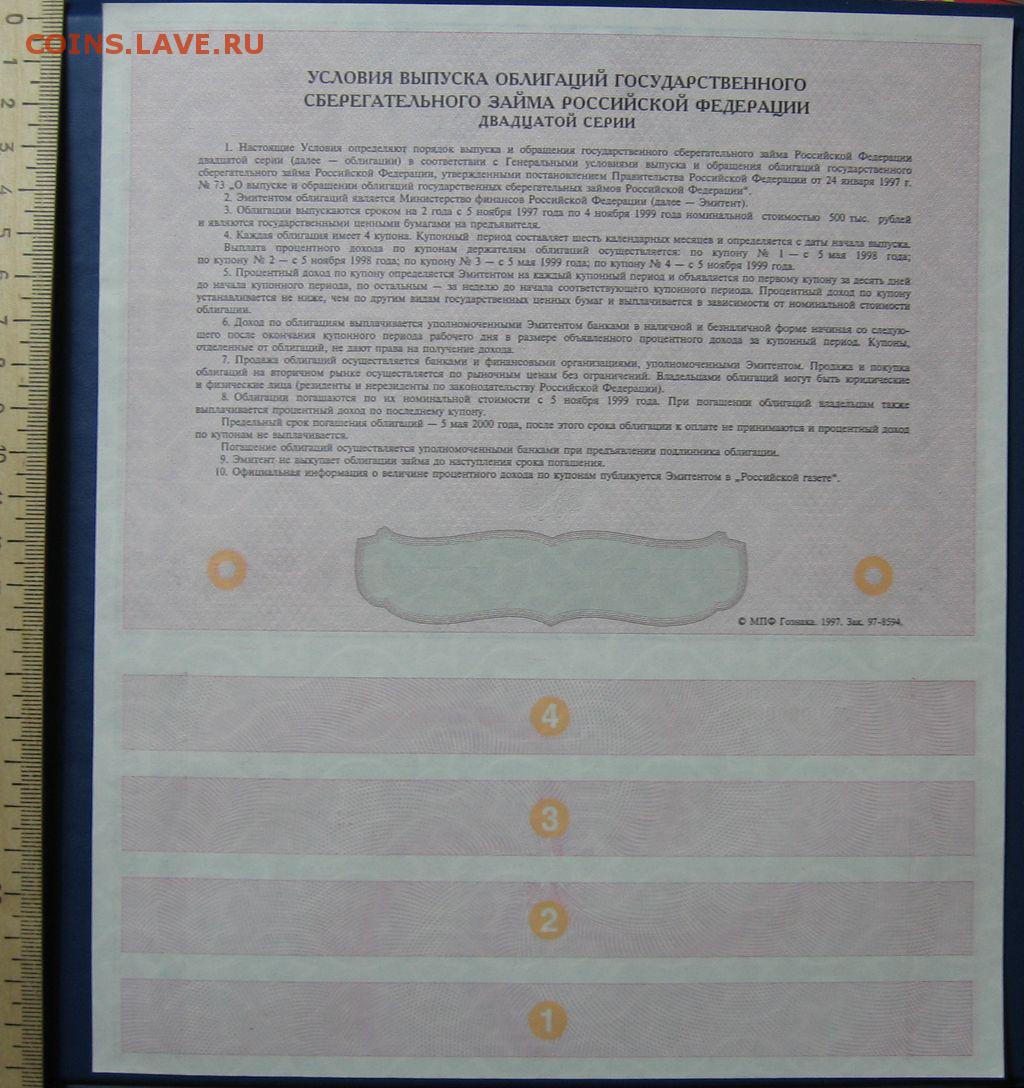 COINS.LAVE.RU
УСЛОВИЯ ВЫПУСКА ОБЛИГАЦИЙ ГОСУДАРСТВЕННОГО
СБЕРЕГАТЕЛЬНОГО ЗАЙМА РОССИЙСКОЙ ФЕДЕРАЦИИ
ДВАДЦАТОЙ СЕРИИ
1. Настоящие Условия определяют порядок выпуска и обращения государственного сберегательного займа Российской Федерации
двадцатой серии (далее — облигации) в соответствии с Генеральными условиями выпуска и обращения облигаций государственного
сберегательного займа Российской Федерации, утвержденными постановлением Правительства Российской Федерации от 24 января 1997 г.
№ 73 „О выпуске и обращении облигаций государственных сберегательных займов Российской Федерации“.
2. Эмитентом облигаций является Министерство финансов Российской Федерации (далее — Эмитент).
3. Облигации выпускаются сроком на 2 года с 5 ноября 1997 года по 4 ноября 1999 года номинальной стоимостью 500 тыс. рублей
и являются государственными ценными бумагами на предъявителя.
4. Каждая облигация имеет 4 купона. Купонный период составляет шесть календарных месяцев и определяется с даты начала выпуска.
Выплата процентного дохода по купонам держателям облигаций осуществляется: по купону № 1 — с 5 мая 1998 года;
по купону № 2 — с 5 ноября 1998 года; по купону № 3 — с 5 мая 1999 года; по купону № 4 — с 5 ноября 1999 года.
5. Процентный доход по купону определяется Эмитентом на каждый купонный период и объявляется по первому купону за десять дней
до начала купонного периода, по остальным — за неделю до начала соответствующего купонного периода. Процентный доход по купону
устанавливается не ниже, чем по другим видам государственных ценных бумаг и выплачивается в зависимости от номинальной стоимости
облигации.
6. Доход по облигациям выплачивается уполномоченными Эмитентом банками в наличной и безналичной форме начиная со следую-
щего после окончания купонного периода рабочего дня в размере объявленного процентного дохода за купонный период. Купоны,
отделенные от облигаций, не дают права на получение дохода.
7. Продажа облигаций осуществляется банками и финансовыми организациями, уполномоченными Эмитентом. Продажа и покупка
облигаций на вторичном рынке осуществляется по рыночным ценам без ограничений. Владельцами облигаций могут быть юридические
и физические лица (резиденты и нерезиденты по законодательству Российской Федерации).
8. Облигации погашаются по их номинальной стоимости с 5 ноября 1999 года. При погашении облигаций владельцам также
выплачивается процентный доход по последнему купону.
Предельный срок погашения облигаций — 5 мая 2000 года, после этого срока облигации к оплате не принимаются и процентный доход
по купонам не выплачивается.
Погашение облигаций осуществляется уполномоченными банками при предъявлении подлинника облигации.
9. Эмитент не выкупает облигации займа до наступления срока погашения.
10. Официальная информация о величине процентного дохода по купонам публикуется Эмитентом в „Российской газете“.
© МПФ Гознака. 1997. Зак. 97-8594.
4
3
2
1
0
1
2
3
4
5
6
7
8
9
10